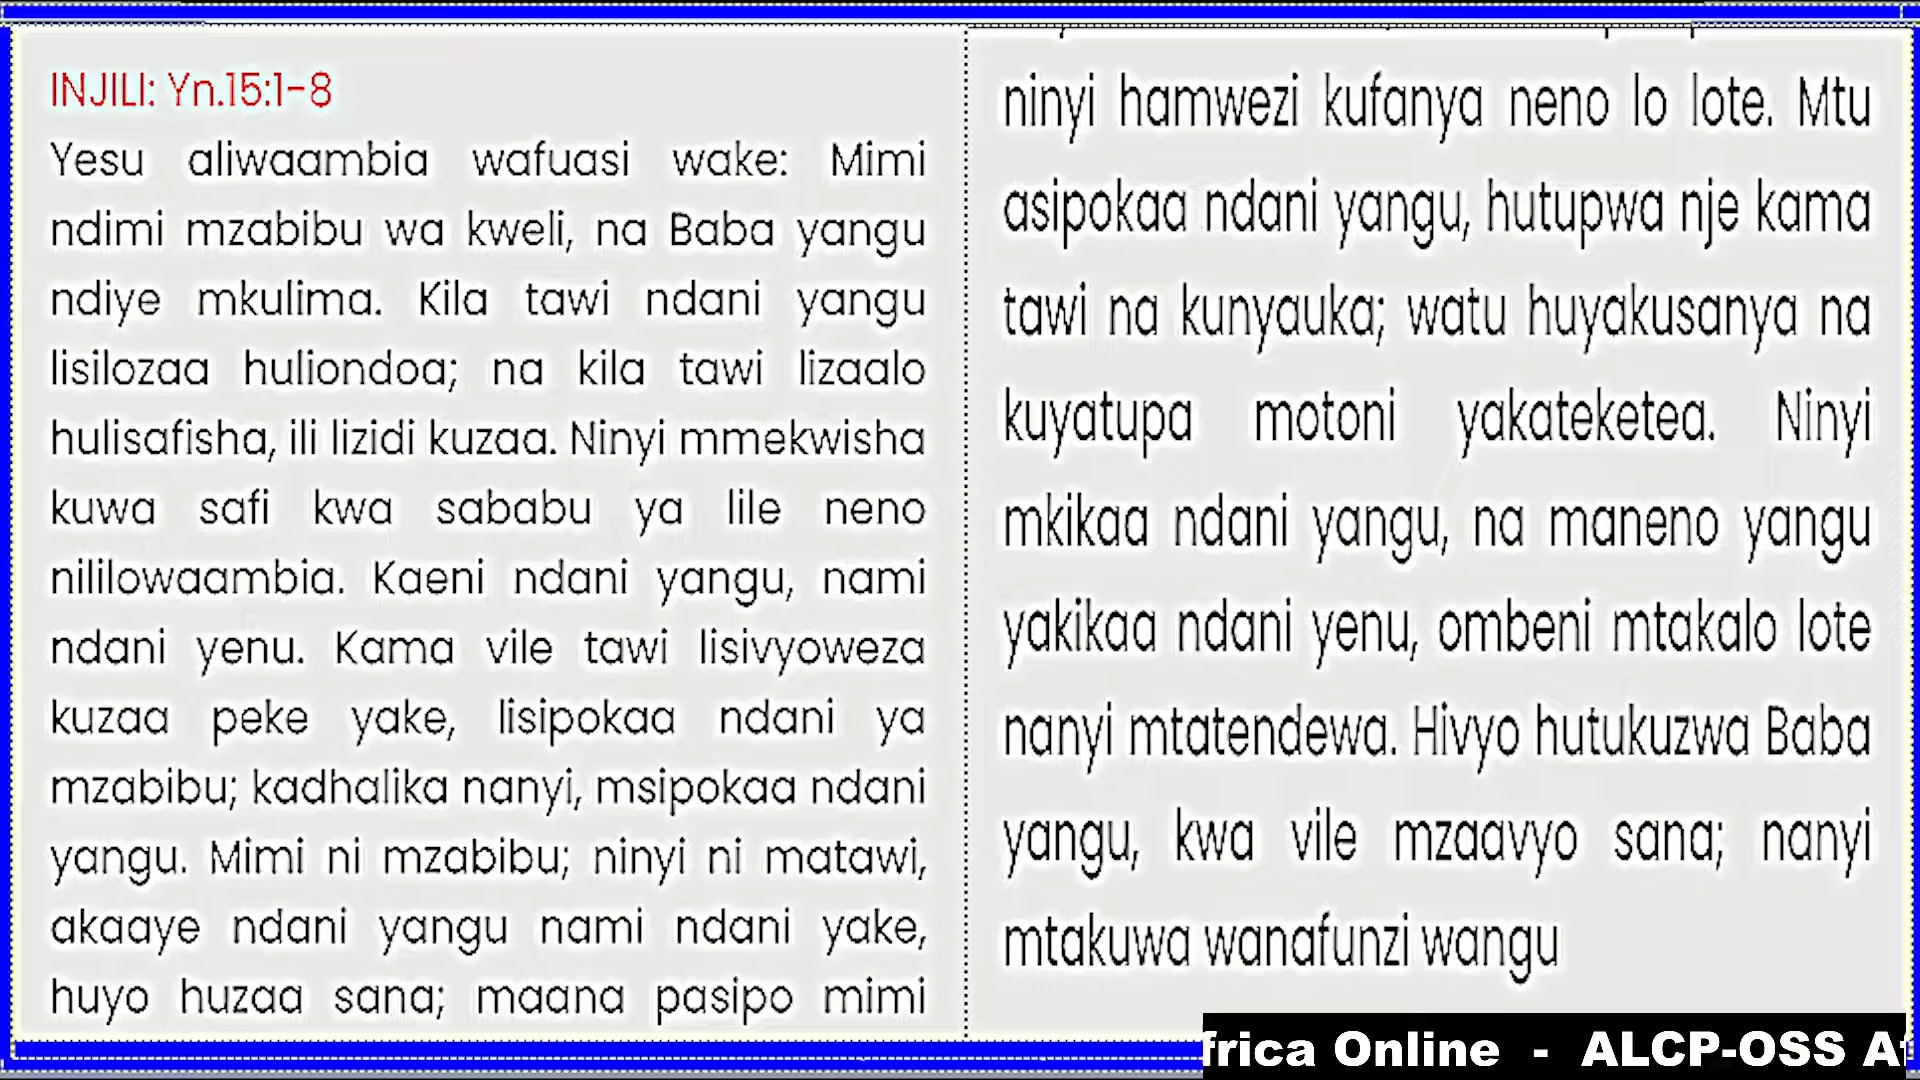 INJILI: Yn.15:1-8
Yesu aliwaambia wafuasi wake: Mimi
ndimi mzabibu wa kweli, na Baba yangu
ndiye mkulima. Kila tawi ndani yangu
lisilozaa huliondoa; na kila tawi lizaalo
hulisafisha, ili lizidi kuzaa. Ninyi mmekwisha
kuwa safi kwa sababu ya lile neno
nililowaambia. Kaeni ndani yangu, nami
ndani yenu. Kama vile tawi lisivyoweza
kuzaa peke yake, lisipokaa ndani ya
mzabibu; kadhalika nanyi, msipokaa ndani
yangu. Mimi ni mzabibu; ninyi ni matawi,
akaaye ndani yangu nami ndani yake,
huyo huzaa sana; maana pasipo mimi
ninyi hamwezi kufanya neno lo lote. Mtu
asipokaa ndani yangu, hutupwa nje kama
tawi na kunyauka; watu huyakusanya na
kuyatupa motoni yakateketea. Ninyi
mkikaa ndani yangu, na maneno yangu
yakikaa ndani yenu, ombeni mtakalo lote
nanyi mtatendewa. Hivyo hutukuzwa Baba
yangu, kwa vile mzaavyo sana; nanyi
mtakuwa wanafunzi wangu
frica Online - ALCP-OSS